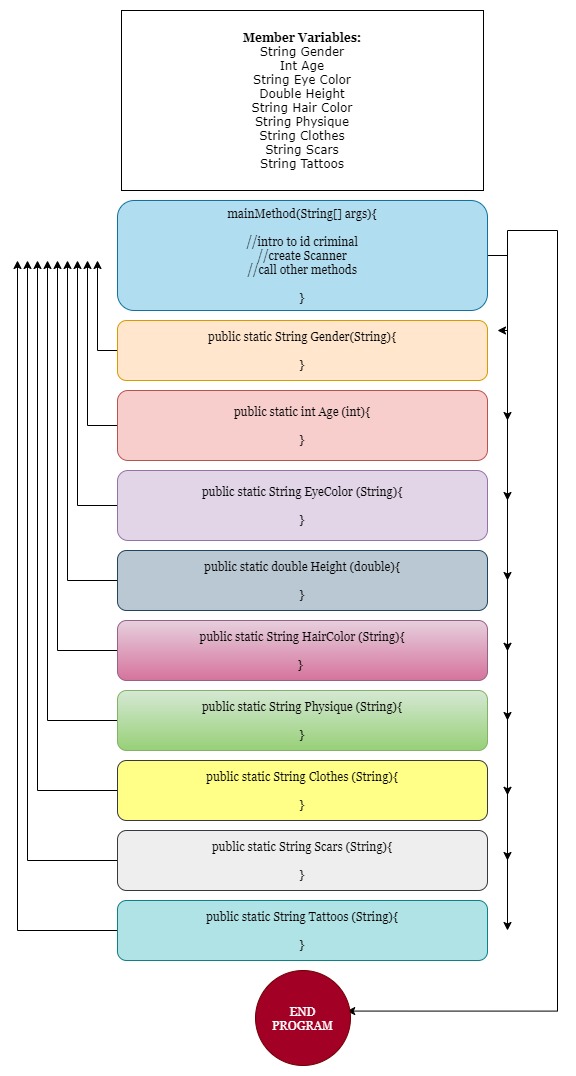 Member Variables:
String Gender
Int Age
String Eye Color
Double Height
String Hair Color
String Physique
String Clothes
String Scars
String Tattoos
mainMethod(String[] args){
//intro to id criminal
//create Scanner
//call other methods
}
public static String Gender(String){
}
public static int Age (int){
}
public static String EyeColor (String){
}
public static double Height (double){
}
public static String HairColor (String){
}
public static String Physique (String){
}
public static String Clothes (String){
}
public static String Scars (String){
}
public static String Tattoos (String){
}
END
PROGRAM